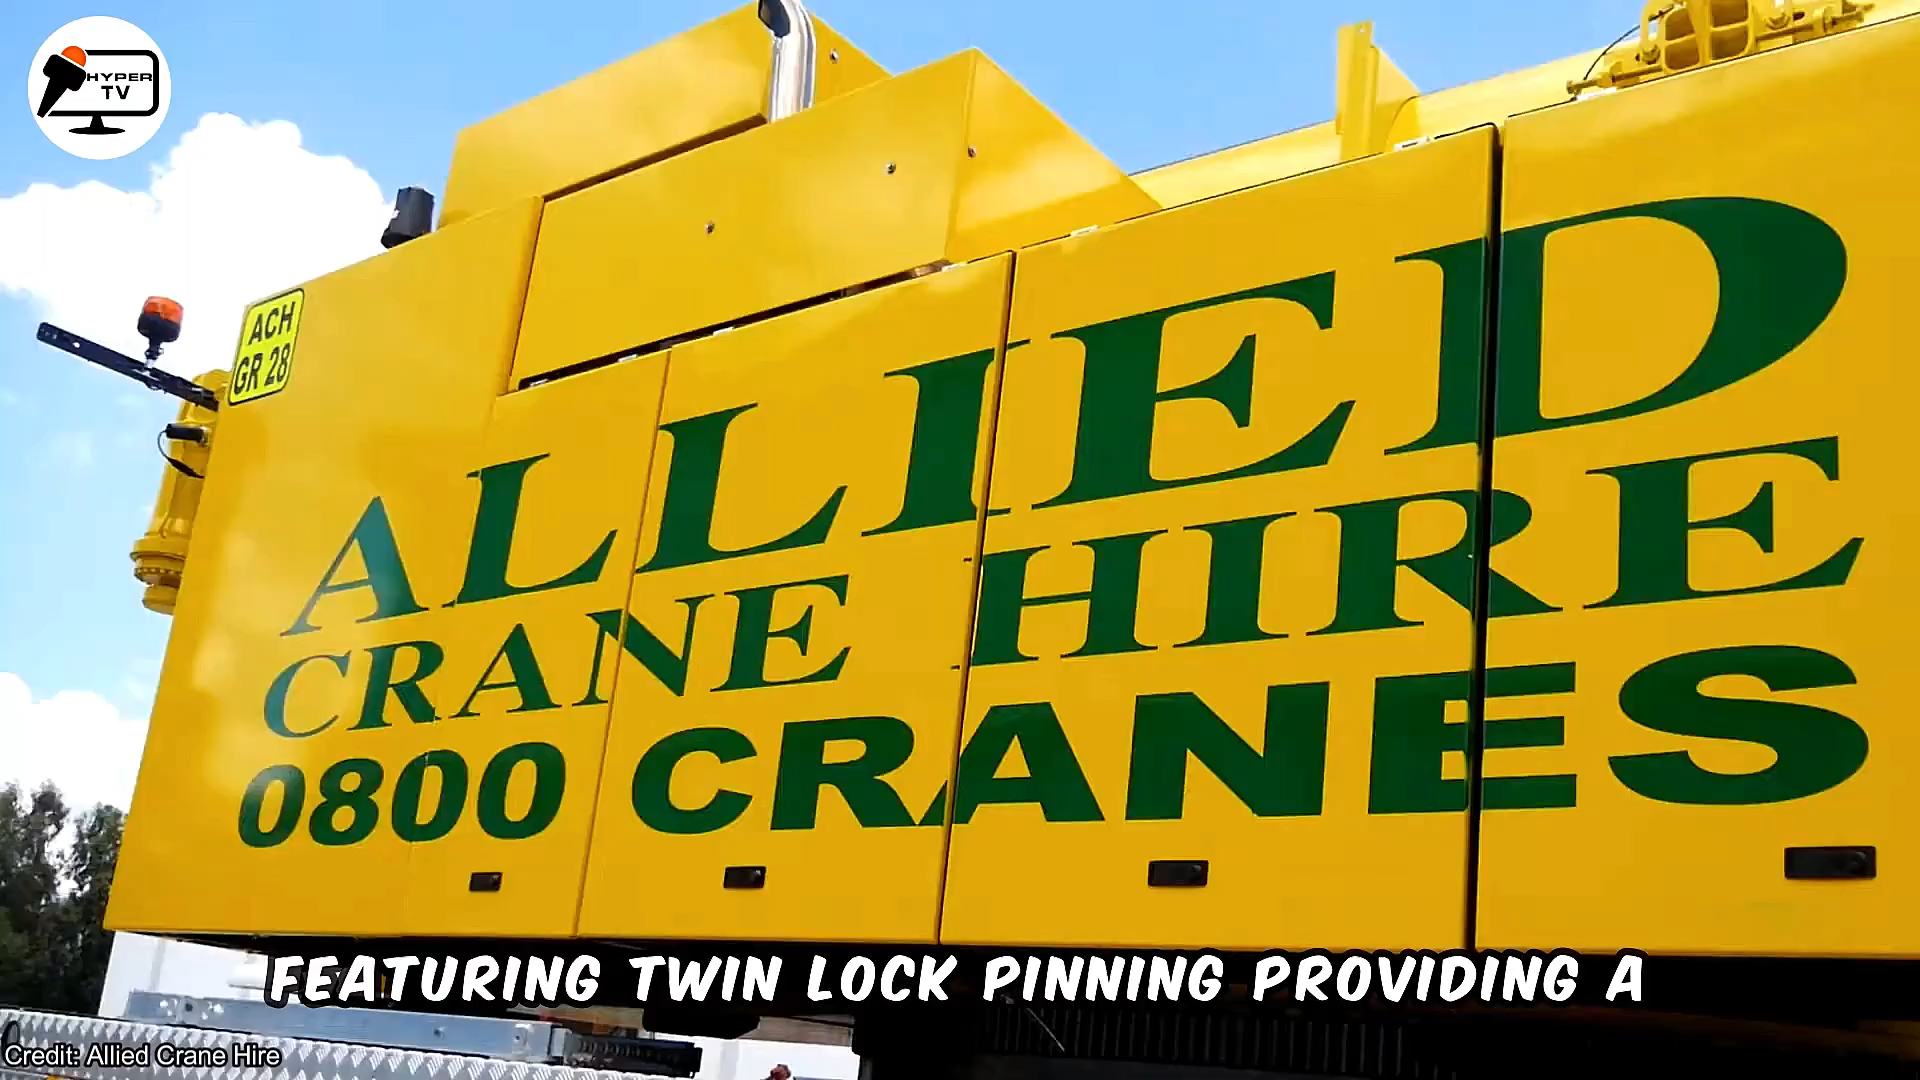 HYPER
TV
ACH
GR 28
ALLIED
CRANE HIRE
0800 CRANES
FEATURING TWIN LOCK PINNING PROVIDING A
Credit: Allied Crane Hire